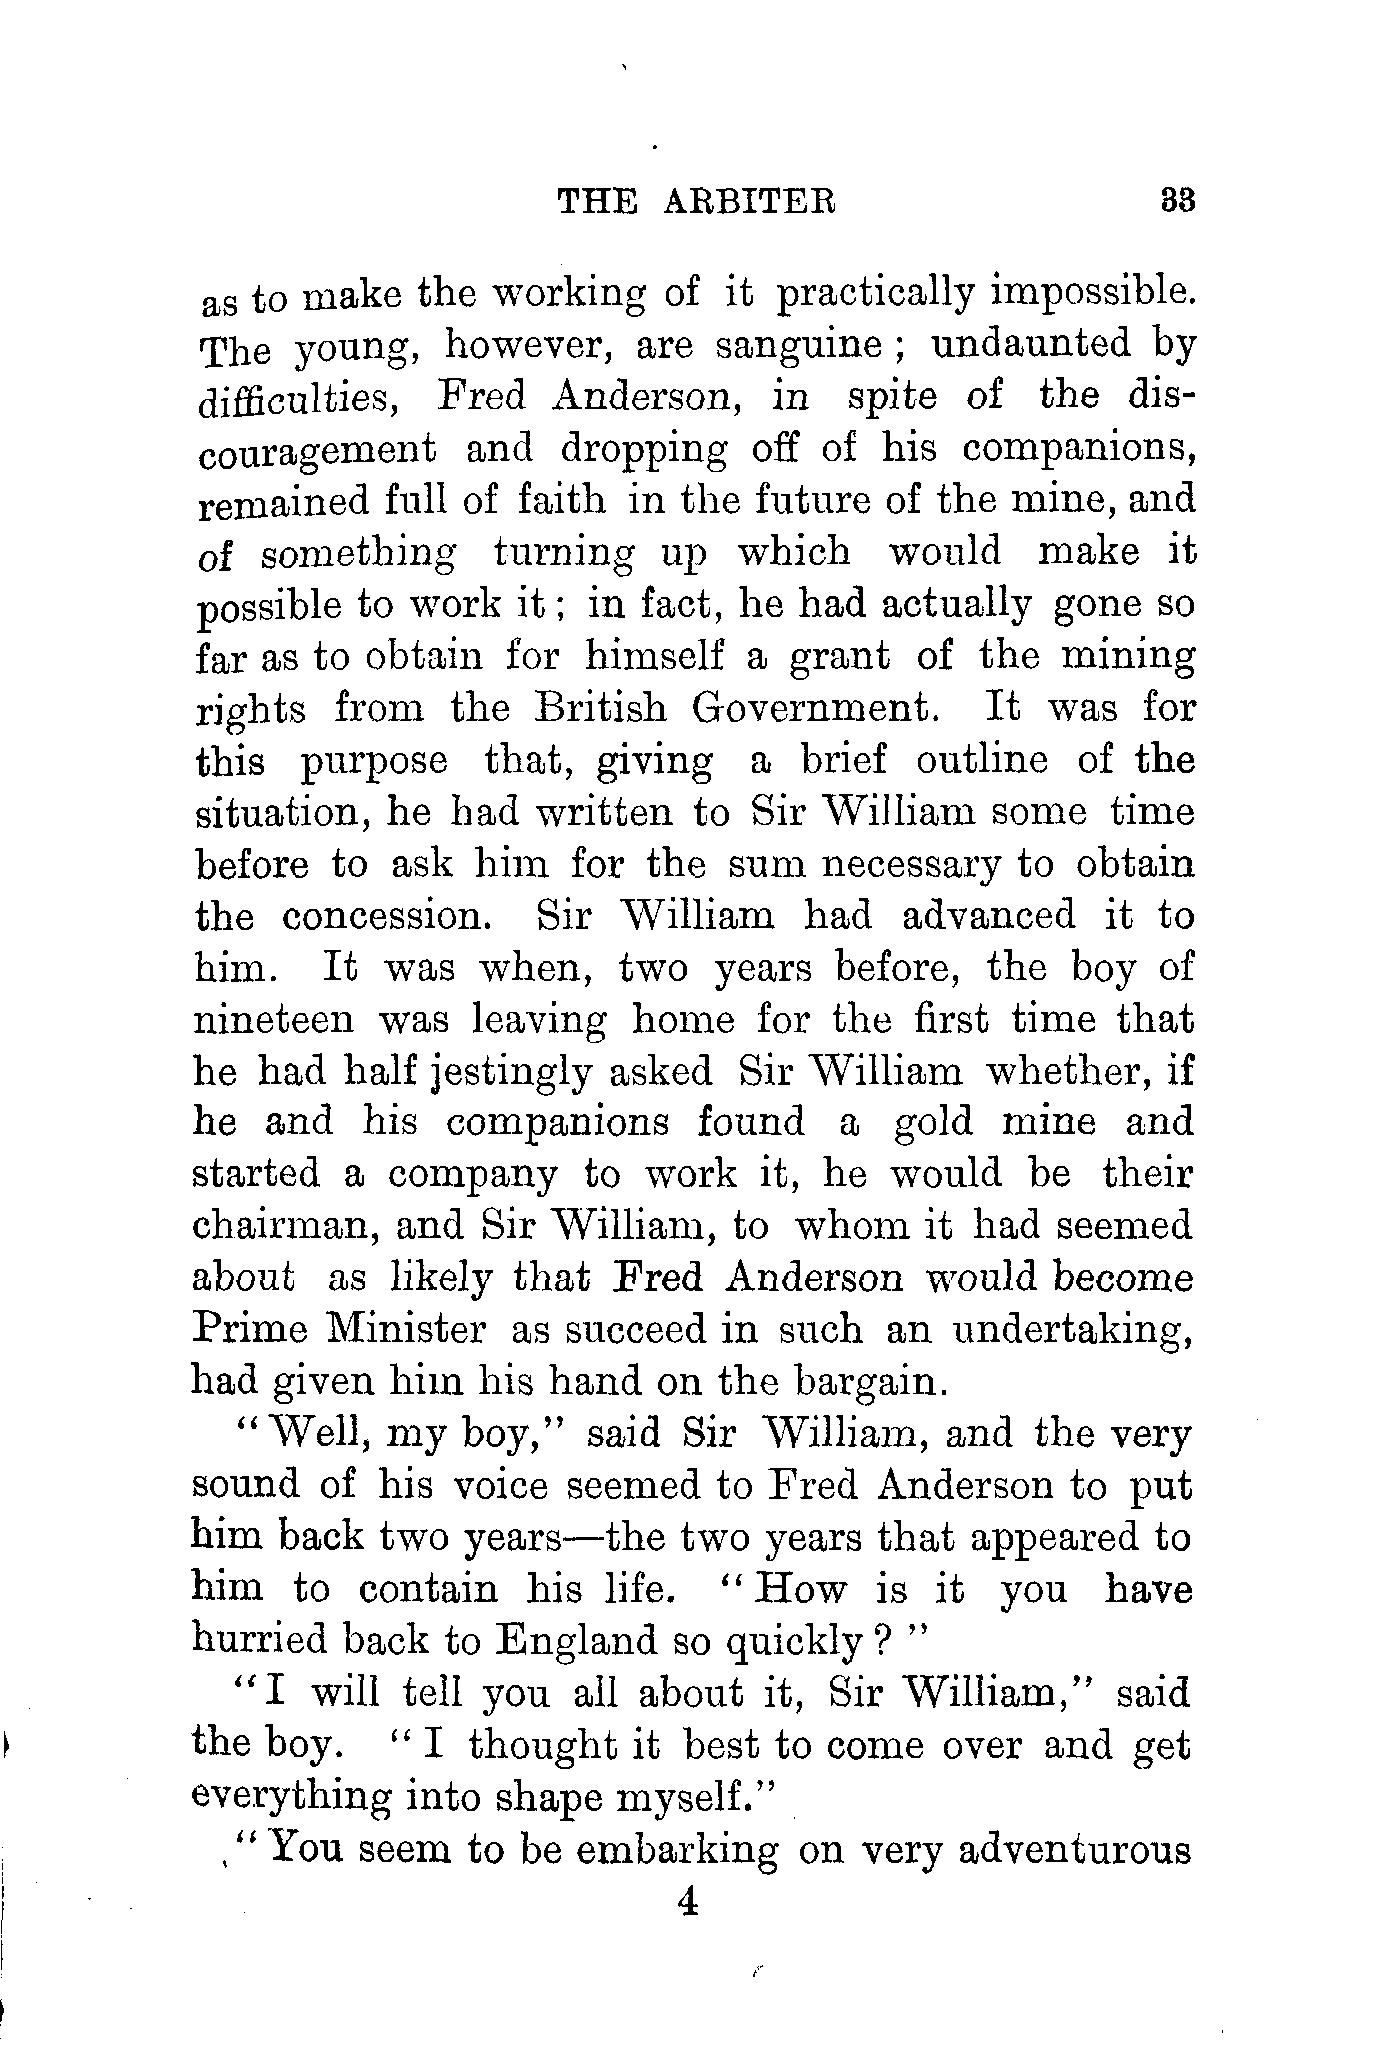 THE ARBITER 33
as to make the working of it practically impossible.
The young, however, are sanguine ; undaunted by
difficulties, Fred Anderson, in spite of the dis-
couragement and dropping off of his companions,
remained full of faith in the future of the mine, and
of something turning up which would make it
possible to work it ; in fact, he had actually gone so
far as to obtain for himself a grant of the mining
rights from the British Government. It was for
this purpose that, giving a brief outline of the
situation, he had written to Sir William some time
before to ask him for the sum necessary to obtain
the concession. Sir William had advanced it to
him. It was when, two years before, the boy of
nineteen was leaving home for the first time that
he had half jestingly asked Sir William whether, if
he and his companions found a gold mine and
started a company to work it, he would be their
chairman, and Sir William, to whom it had seemed
about as likely that Fred Anderson would become
Prime Minister as succeed in such an undertaking,
had given him his hand on the bargain.
“ Well, my boy,” said Sir William, and the very
sound of his voice seemed to Fred Anderson to put
him back two years—the two years that appeared to
him to contain his life. “ How is it you have
hurried back to England so quickly ? ”
“ I will tell you all about it, Sir William,” said
the boy. “ I thought it best to come over and get
everything into shape myself.”
“ You seem to be embarking on very adventurous
4